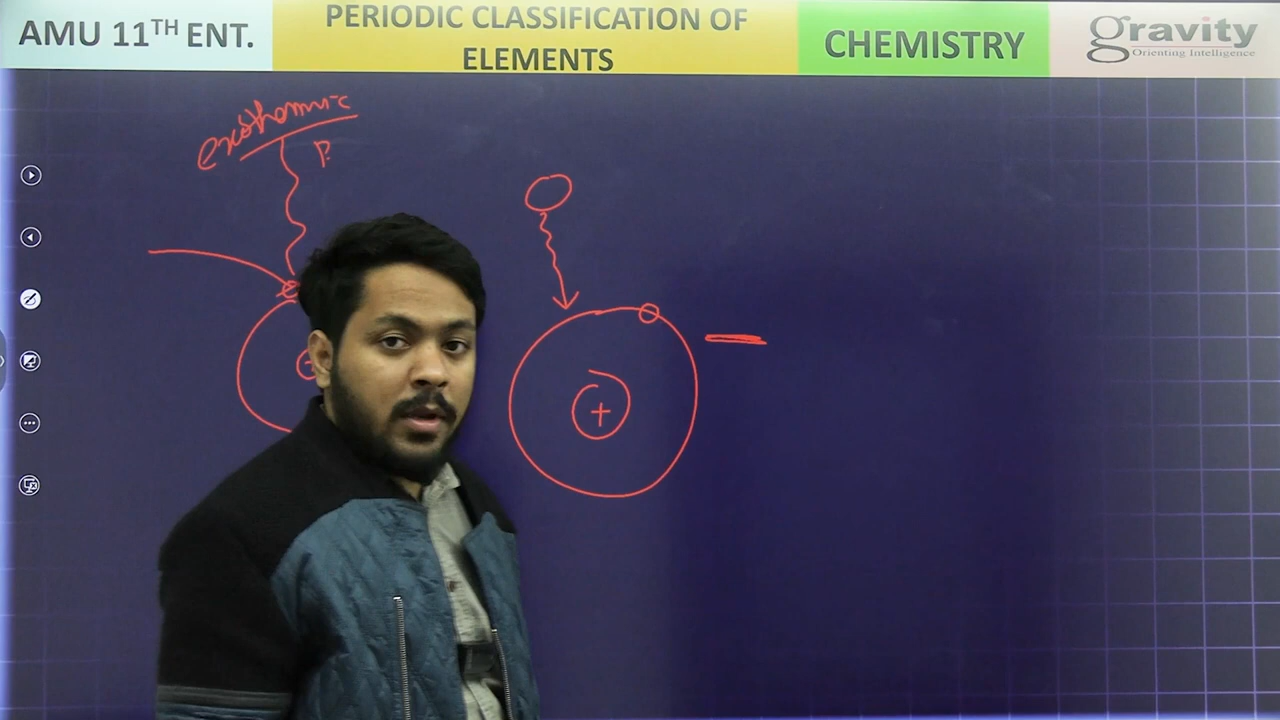 AMU 11TH ENT.
PERIODIC CLASSIFICATION OF
ELEMENTS
CHEMISTRY
gravity
Orienting Intelligence
exothermic
+
+